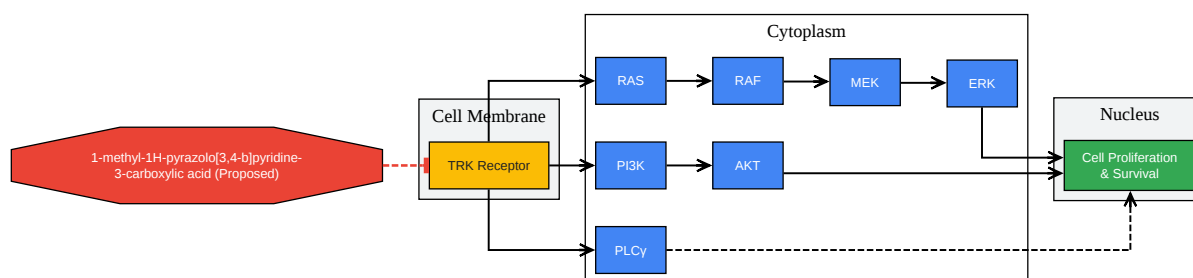 Cytoplasm
RAS
RAF
MEK
ERK
Cell Membrane
Nucleus
1-methyl-1H-pyrazolo[3,4-b]pyridine-
3-carboxylic acid (Proposed)
TRK Receptor
PI3K
AKT
Cell Proliferation
& Survival
PLCγ